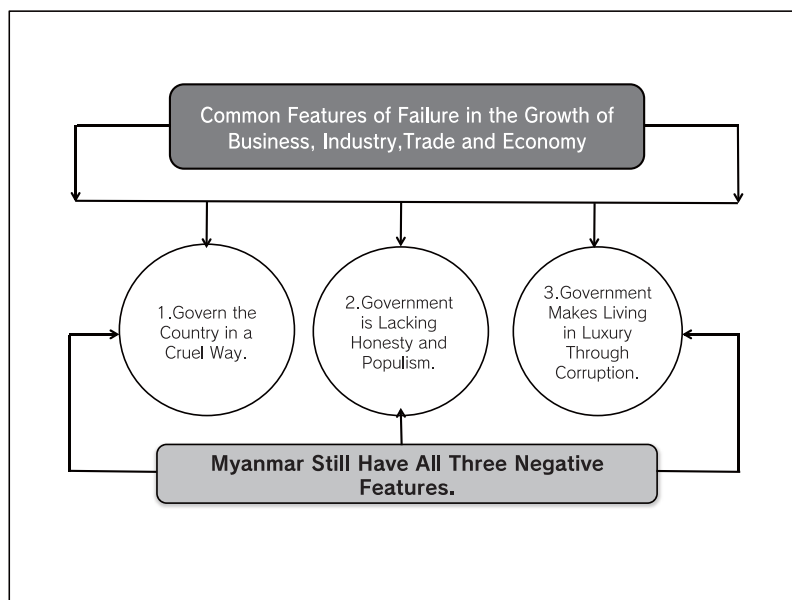 Common Features of Failure in the Growth of
Business, Industry,Trade and Economy
1.Govern the
Country in a
Cruel Way.
2.Government
is Lacking
Honesty and
Populism.
3.Government
Makes Living
in Luxury
Through
Corruption.
Myanmar Still Have All Three Negative
Features.